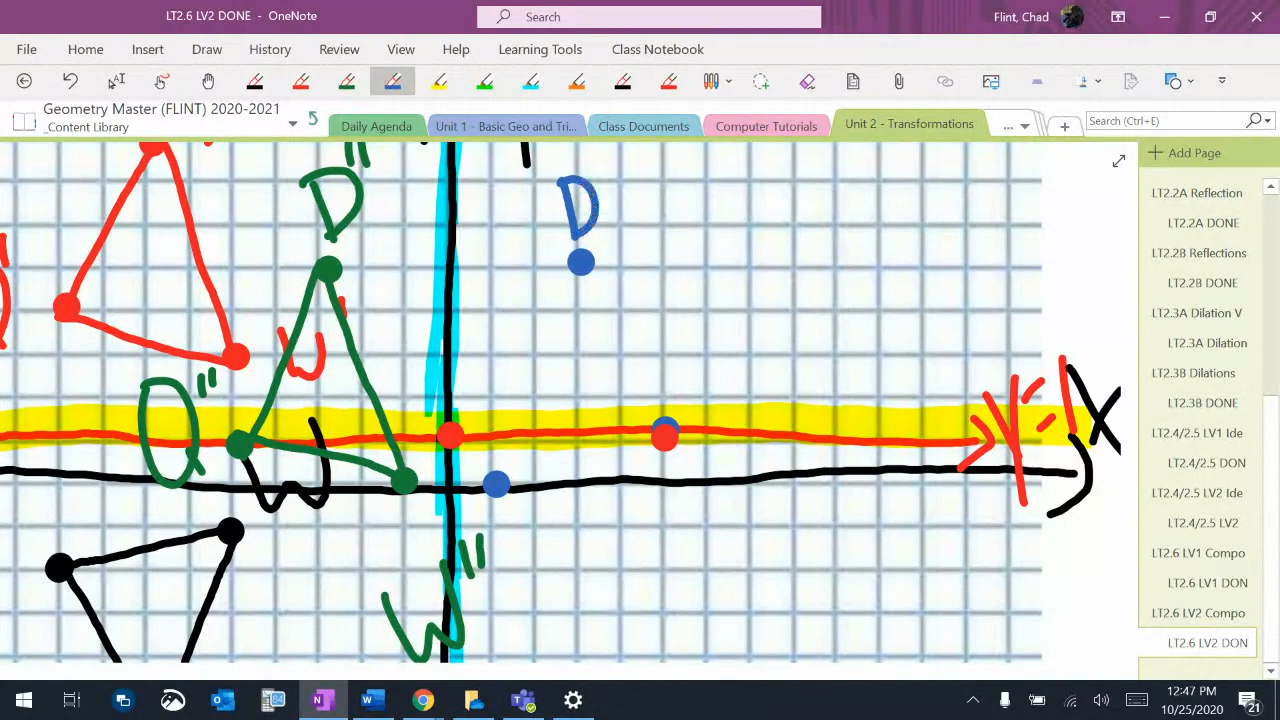 LT2.6 LV2 DONE - OneNote
Search
Flint, Chad
File Home Insert Draw History Review View Help Learning Tools Class Notebook
Geometry Master (FLINT) 2020-2021
_Content Library
Daily Agenda
Unit 1 - Basic Geo and Tri...
Class Documents
Computer Tutorials
Unit 2 - Transformations
...
Search (Ctrl+E)
Add Page
LT2.2A Reflection
LT2.2A DONE
LT2.2B Reflections
LT2.2B DONE
LT2.3A Dilation V
LT2.3A Dilation
LT2.3B Dilations
LT2.3B DONE
LT2.4/2.5 LV1 Ide
LT2.4/2.5 DON
LT2.4/2.5 LV2 Ide
LT2.4/2.5 LV2
LT2.6 LV1 Compo
LT2.6 LV1 DON
LT2.6 LV2 Compo
LT2.6 LV2 DON
D"
D
W'
O"
X
W
W"
12:47 PM
10/25/2020
21